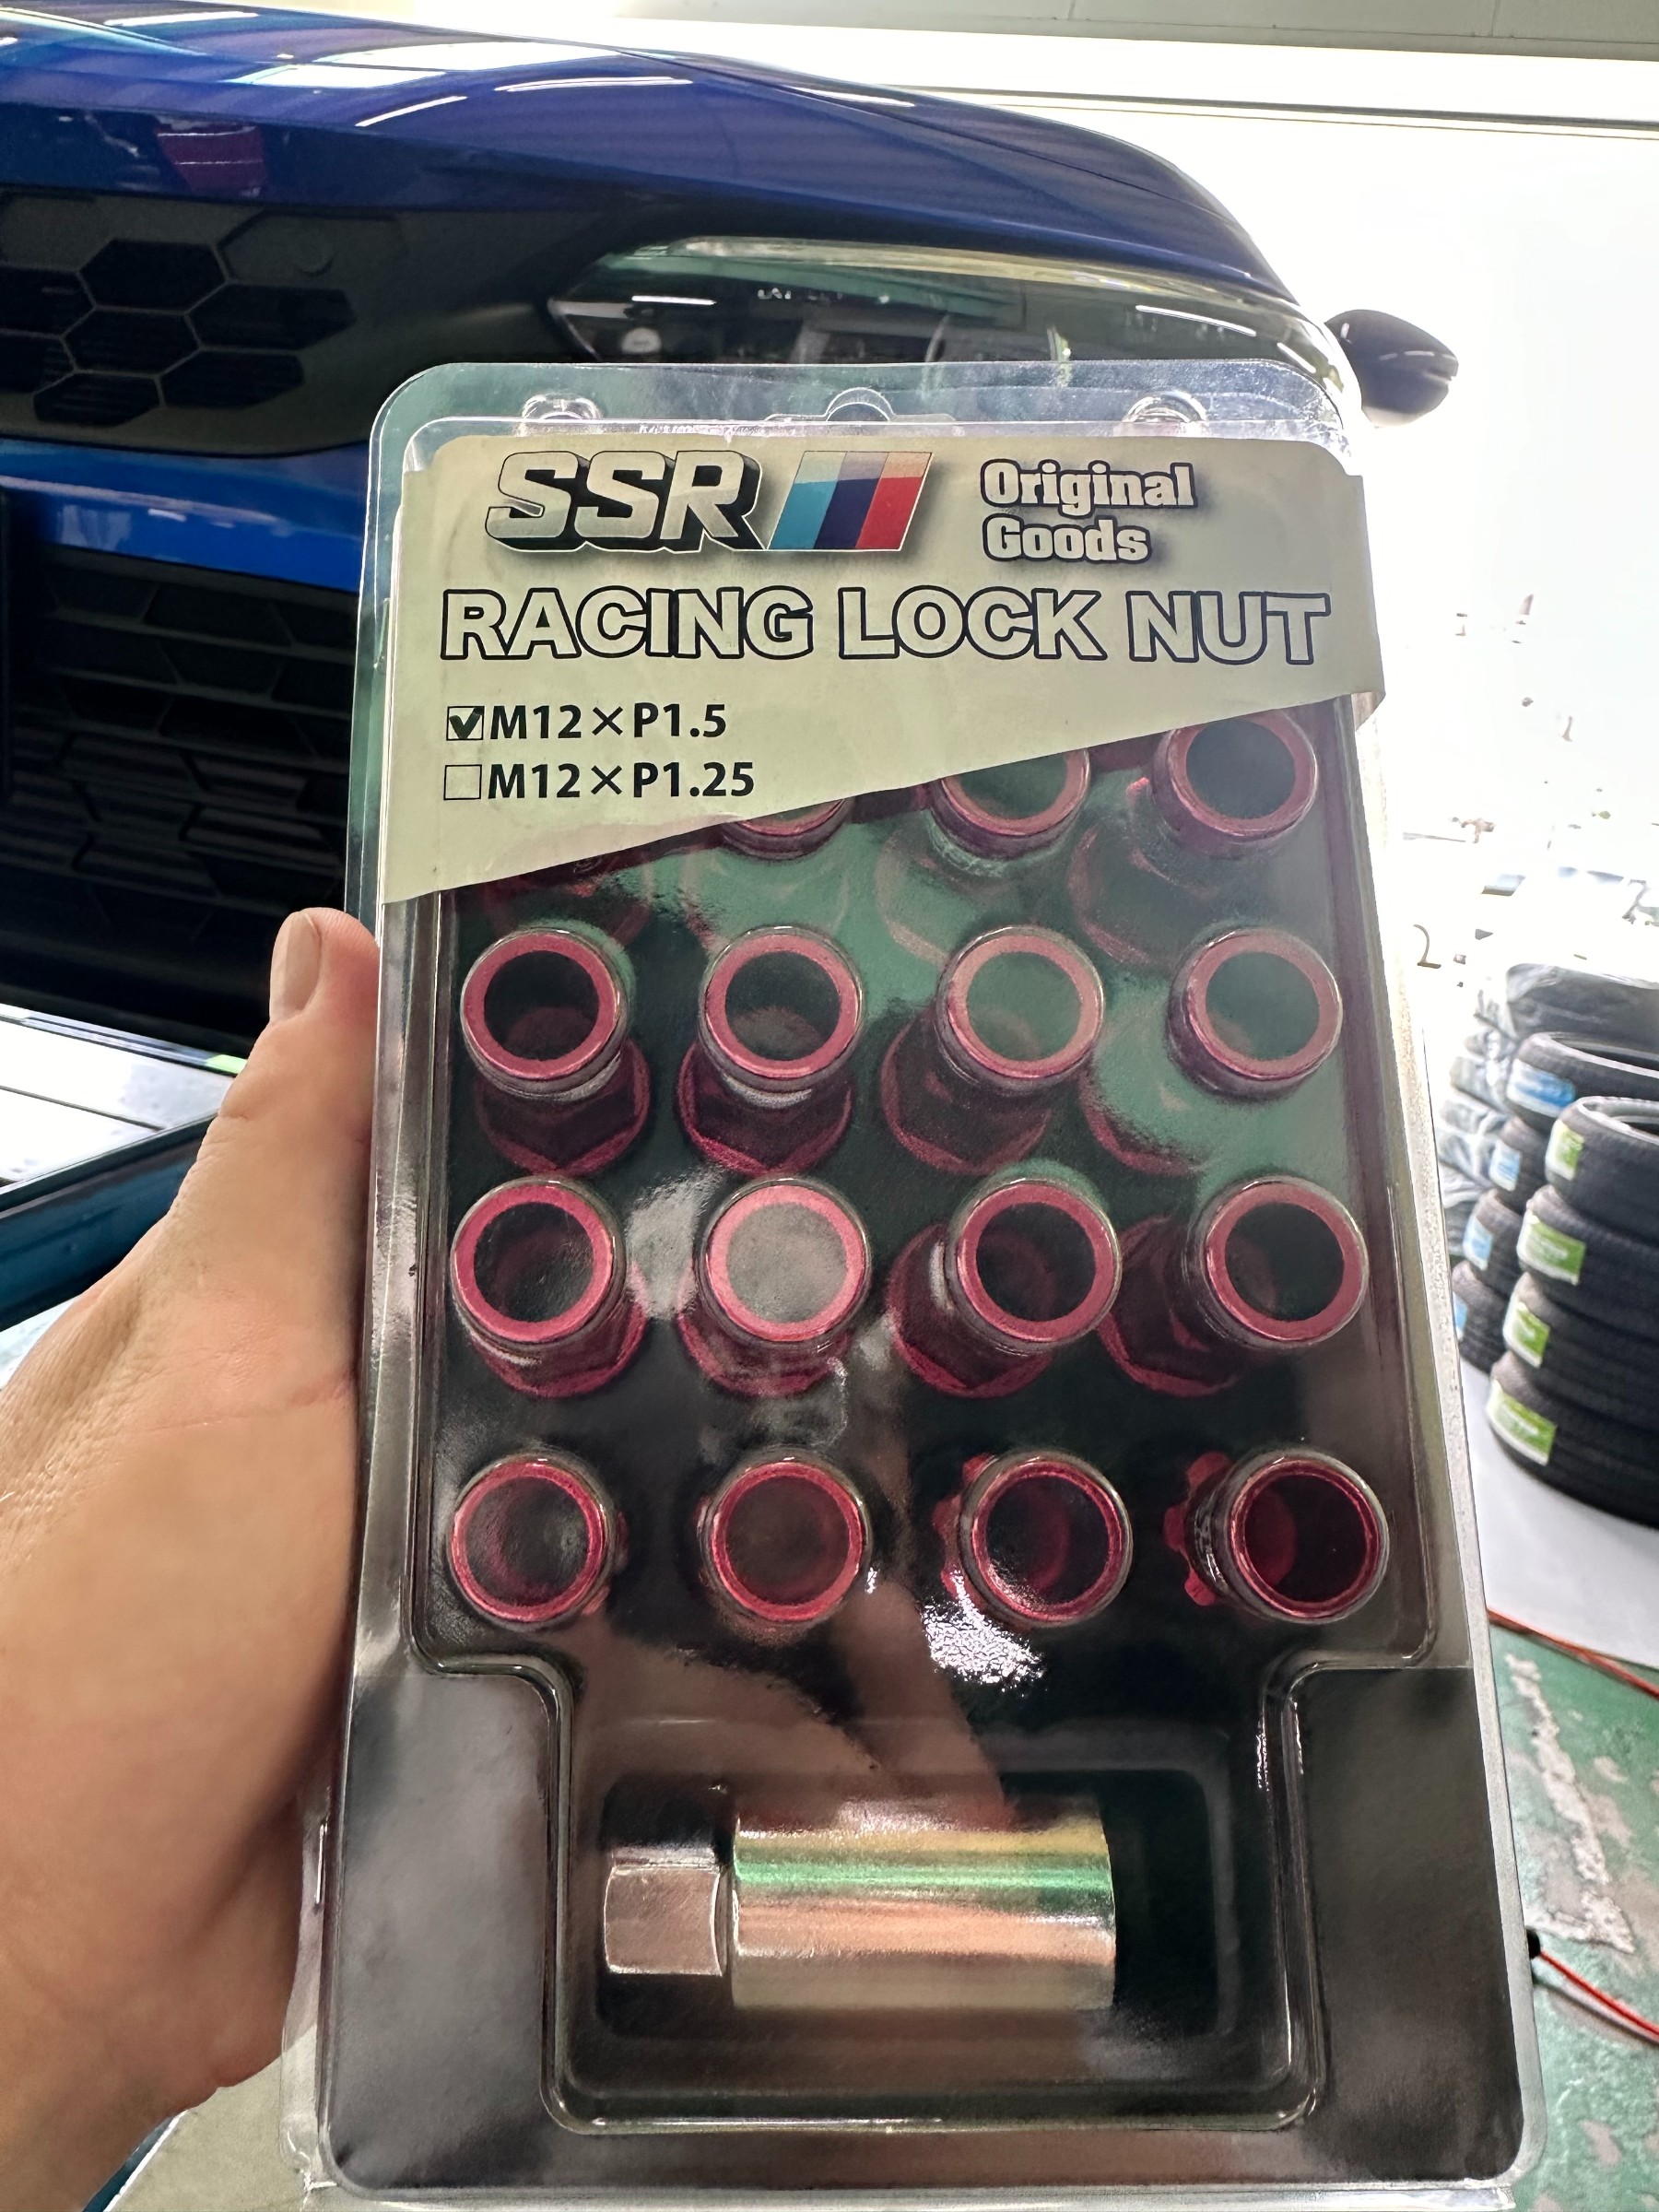 SSR
Original
Goods
RACING LOCK NUT
M12×P1.5
M12×P1.25